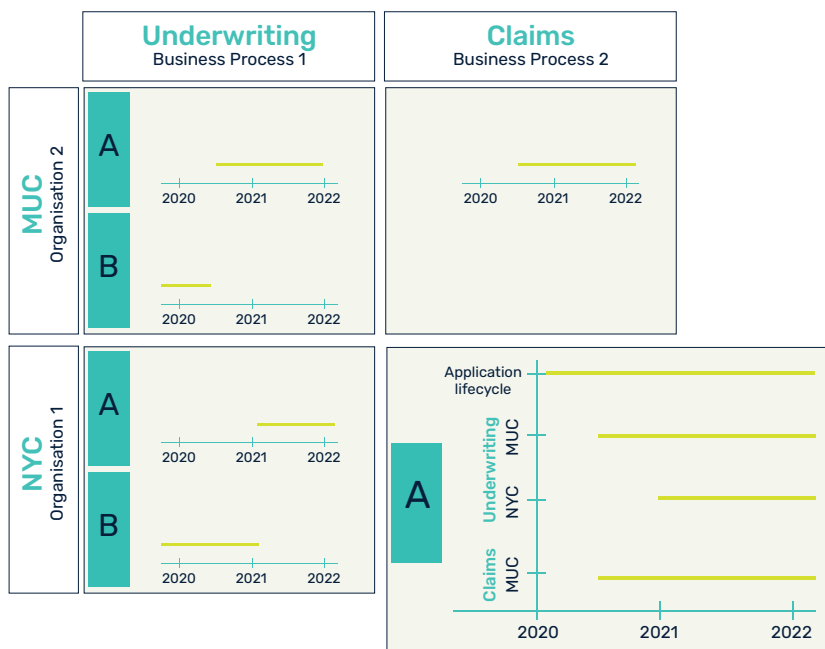 Underwriting
Business Process 1
Claims
Business Process 2
MUC
Organisation 2
A
2020 2021 2022
2020 2021 2022
B
2020 2021 2022
NYC
Organisation 1
A
2020 2021 2022
B
2020 2021 2022
Application
lifecycle
A
Underwriting
MUC
NYC
Claims
MUC
2020 2021 2022